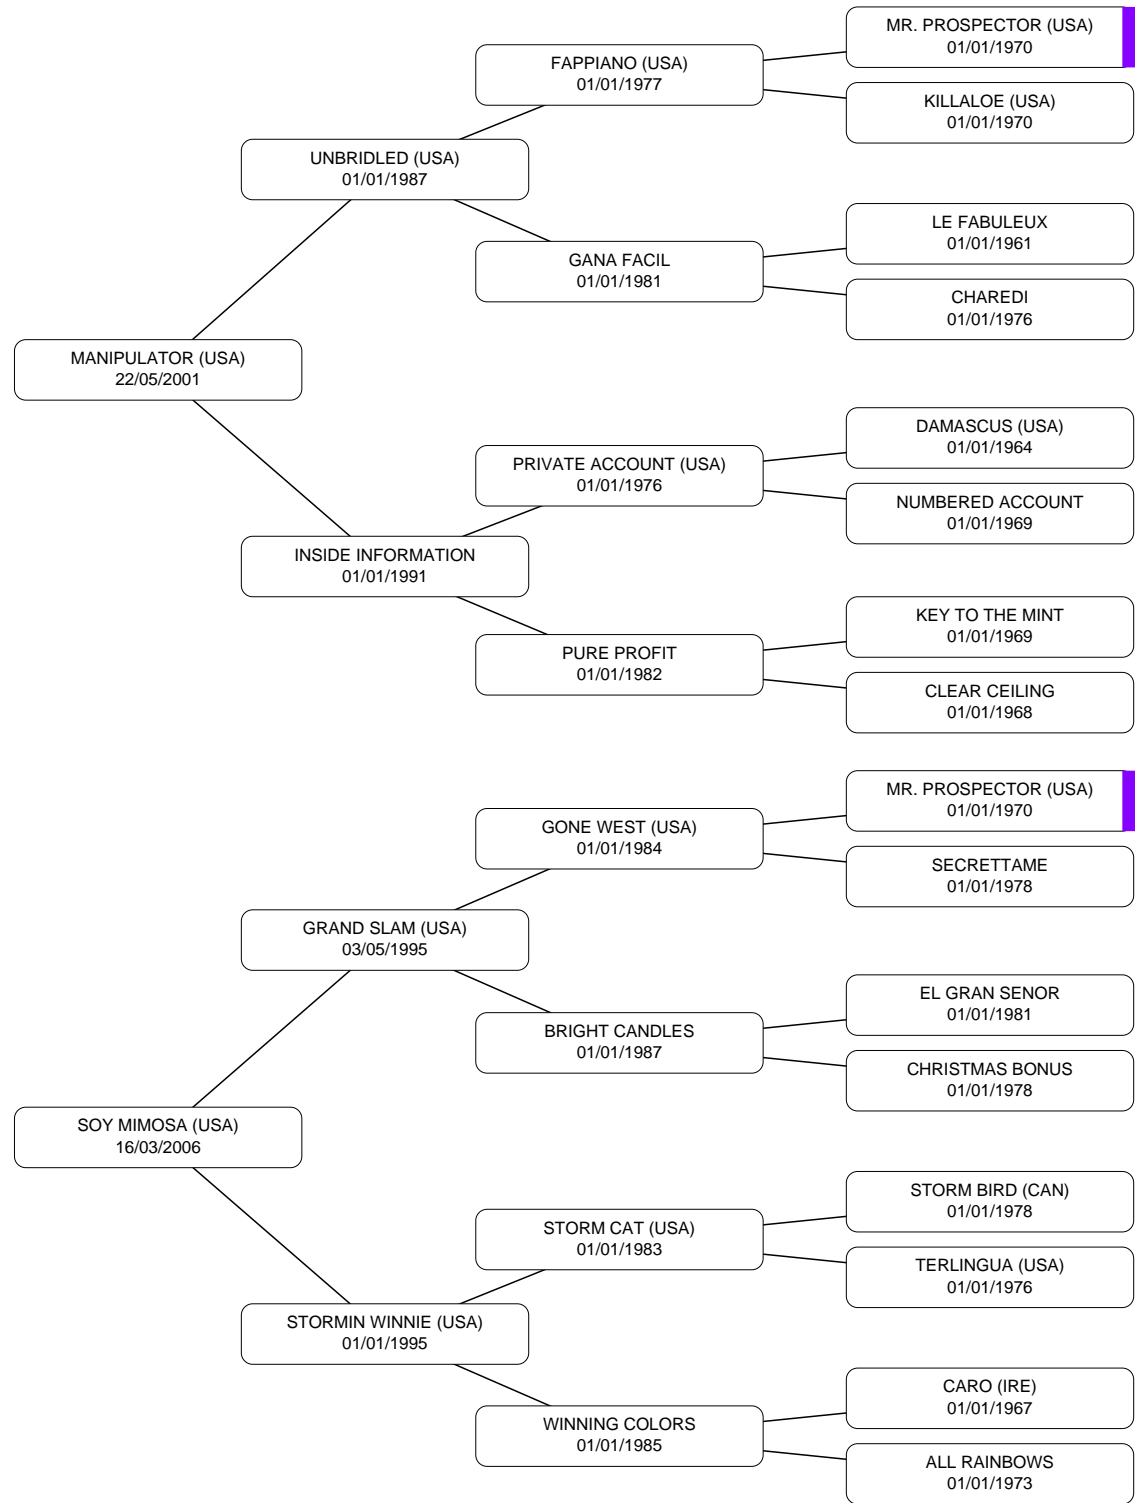 MR. PROSPECTOR (USA)
01/01/1970
FAPPIANO (USA)
01/01/1977
KILLALOE (USA)
01/01/1970
UNBRIDLED (USA)
01/01/1987
LE FABULEUX
01/01/1961
GANA FACIL
01/01/1981
CHAREDI
01/01/1976
MANIPULATOR (USA)
22/05/2001
DAMASCUS (USA)
01/01/1964
PRIVATE ACCOUNT (USA)
01/01/1976
NUMBERED ACCOUNT
01/01/1969
INSIDE INFORMATION
01/01/1991
KEY TO THE MINT
01/01/1969
PURE PROFIT
01/01/1982
CLEAR CEILING
01/01/1968
MR. PROSPECTOR (USA)
01/01/1970
GONE WEST (USA)
01/01/1984
SECRETTAME
01/01/1978
GRAND SLAM (USA)
03/05/1995
EL GRAN SENOR
01/01/1981
BRIGHT CANDLES
01/01/1987
CHRISTMAS BONUS
01/01/1978
SOY MIMOSA (USA)
16/03/2006
STORM BIRD (CAN)
01/01/1978
STORM CAT (USA)
01/01/1983
TERLINGUA (USA)
01/01/1976
STORMIN WINNIE (USA)
01/01/1995
CARO (IRE)
01/01/1967
WINNING COLORS
01/01/1985
ALL RAINBOWS
01/01/1973